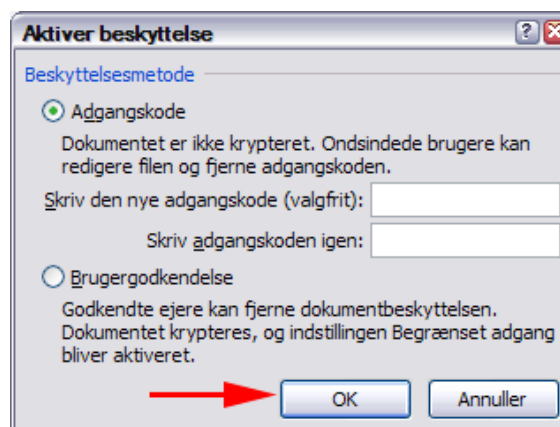 Aktiver beskyttelse
Beskyttelsesmetode
Adgangskode
Dokumentet er ikke krypteret. Ondsindede brugere kan
redigere filen og fjerne adgangskoden.
Skriv den nye adgangskode (valgfrit):
Skriv adgangskoden igen:
Brugergodkendelse
Godkendte ejere kan fjerne dokumentbeskyttelsen.
Dokumentet krypteres, og indstillingen Begrænset adgang
bliver aktiveret.
OK Annuller